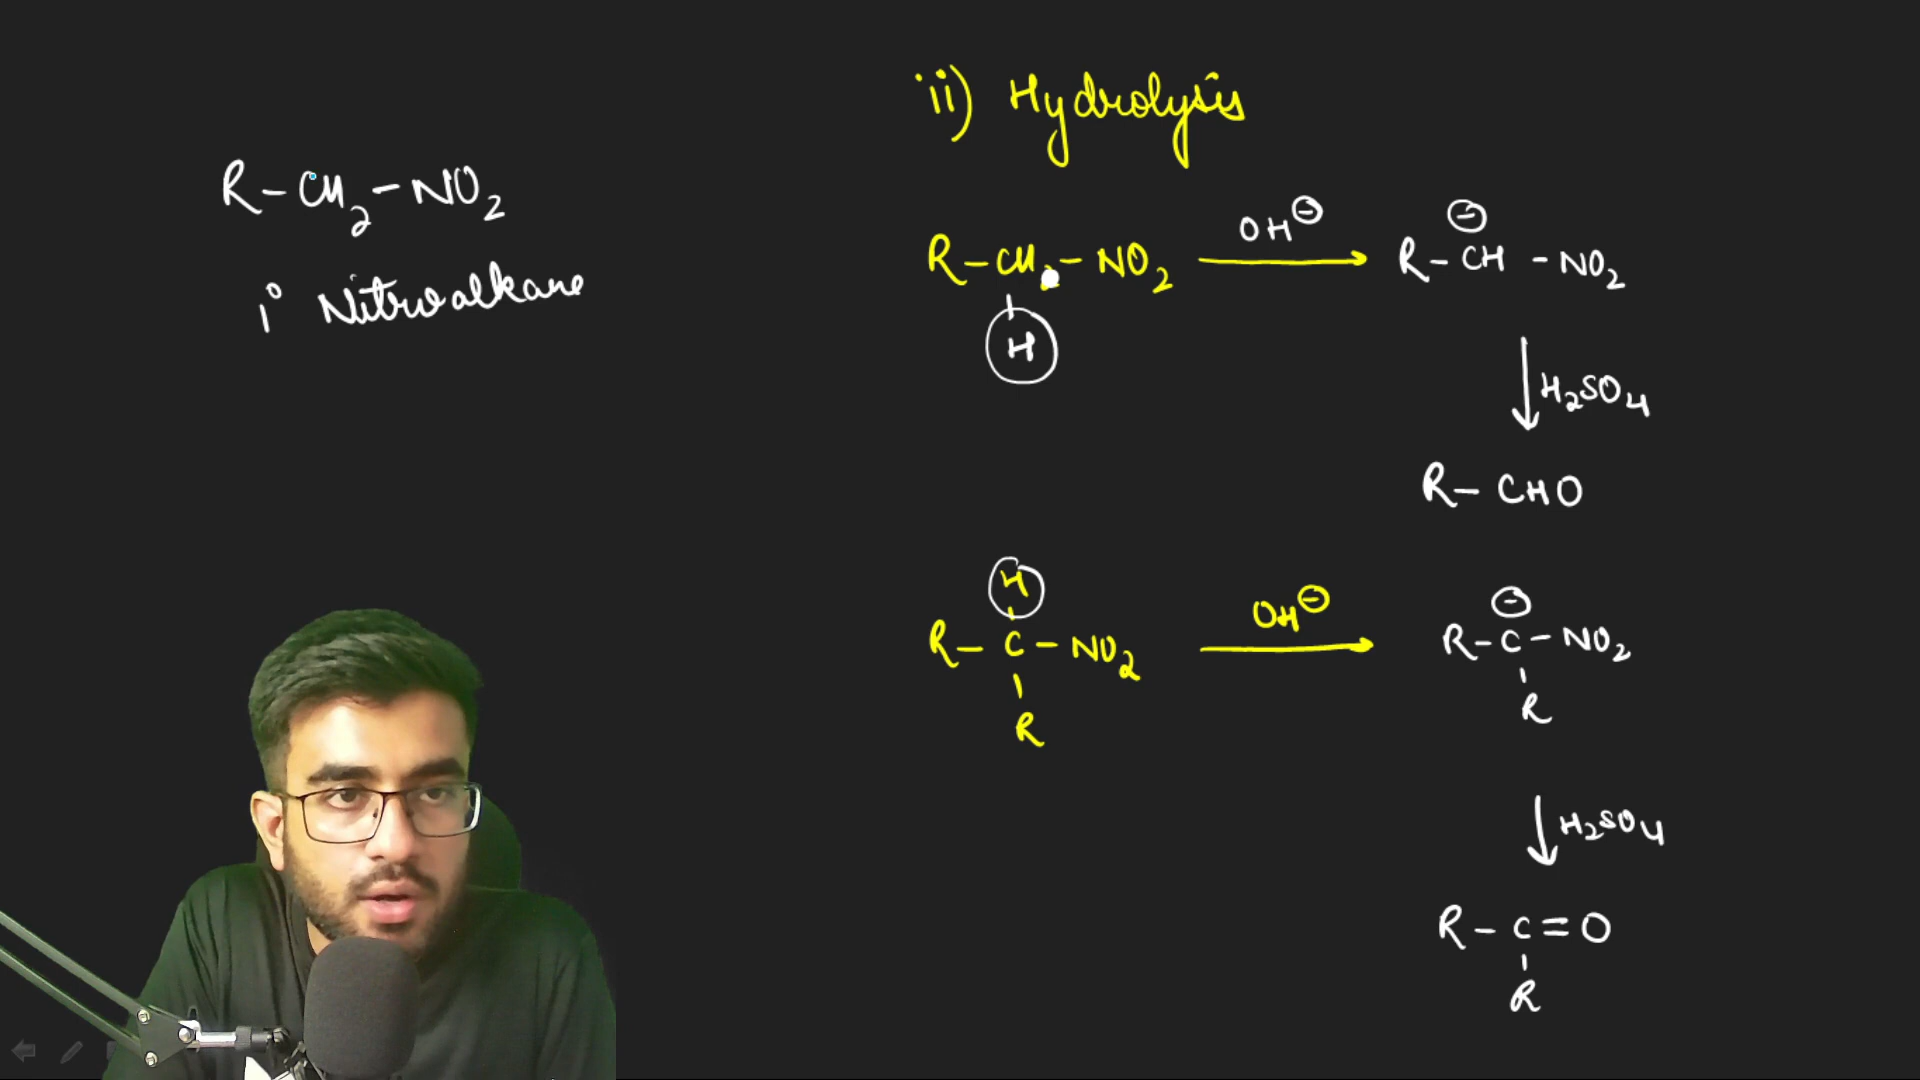 ii) Hydrolysis
R-CH2-NO2
1° Nitroalkane
R-CH2-NO2 OH⊖ R-CH-NO2
⊖
H
H2SO4
R-CHO
H
R-C-NO2 OH⊖ R-C-NO2
⊖
R R
H2SO4
R-C=O
R